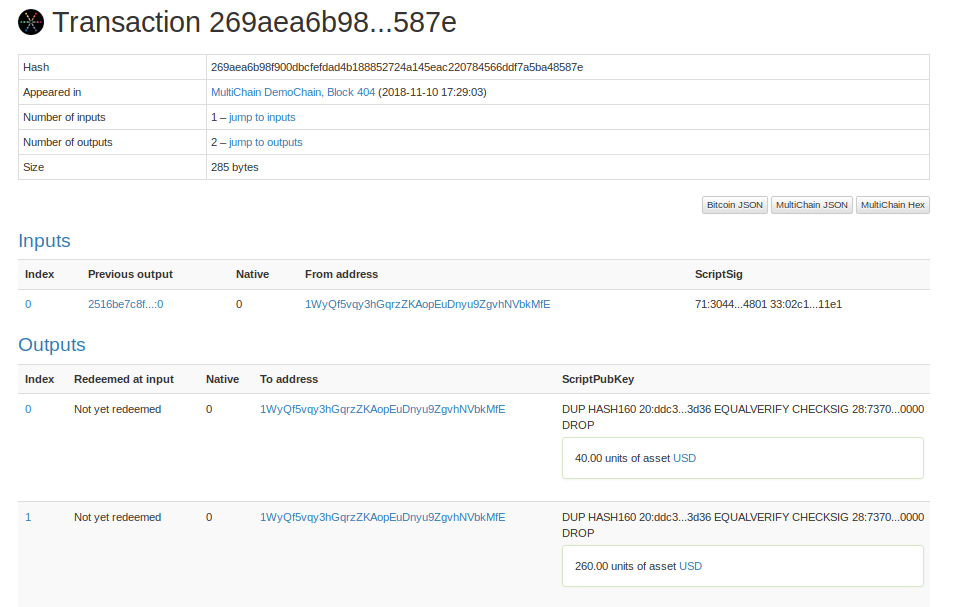 Transaction 269aea6b98...587e
Hash 269aea6b98f900dbcfefdad4b188852724a145eac220784566ddf7a5ba48587e
Appeared in MultiChain DemoChain, Block 404 (2018-11-10 17:29:03)
Number of inputs 1 – jump to inputs
Number of outputs 2 – jump to outputs
Size 285 bytes
Bitcoin JSON MultiChain JSON MultiChain Hex
Inputs
Index Previous output Native From address ScriptSig
0 2516be7c8f...:0 0 1WyQf5vqy3hGqrzZKAopEuDnyu9ZgvhNVbkMfE 71:3044...4801 33:02c1...11e1
Outputs
Index Redeemed at input Native To address ScriptPubKey
0 Not yet redeemed 0 1WyQf5vqy3hGqrzZKAopEuDnyu9ZgvhNVbkMfE DUP HASH160 20:ddc3...3d36 EQUALVERIFY CHECKSIG 28:7370...0000
DROP
40.00 units of asset USD
1 Not yet redeemed 0 1WyQf5vqy3hGqrzZKAopEuDnyu9ZgvhNVbkMfE DUP HASH160 20:ddc3...3d36 EQUALVERIFY CHECKSIG 28:7370...0000
DROP
260.00 units of asset USD